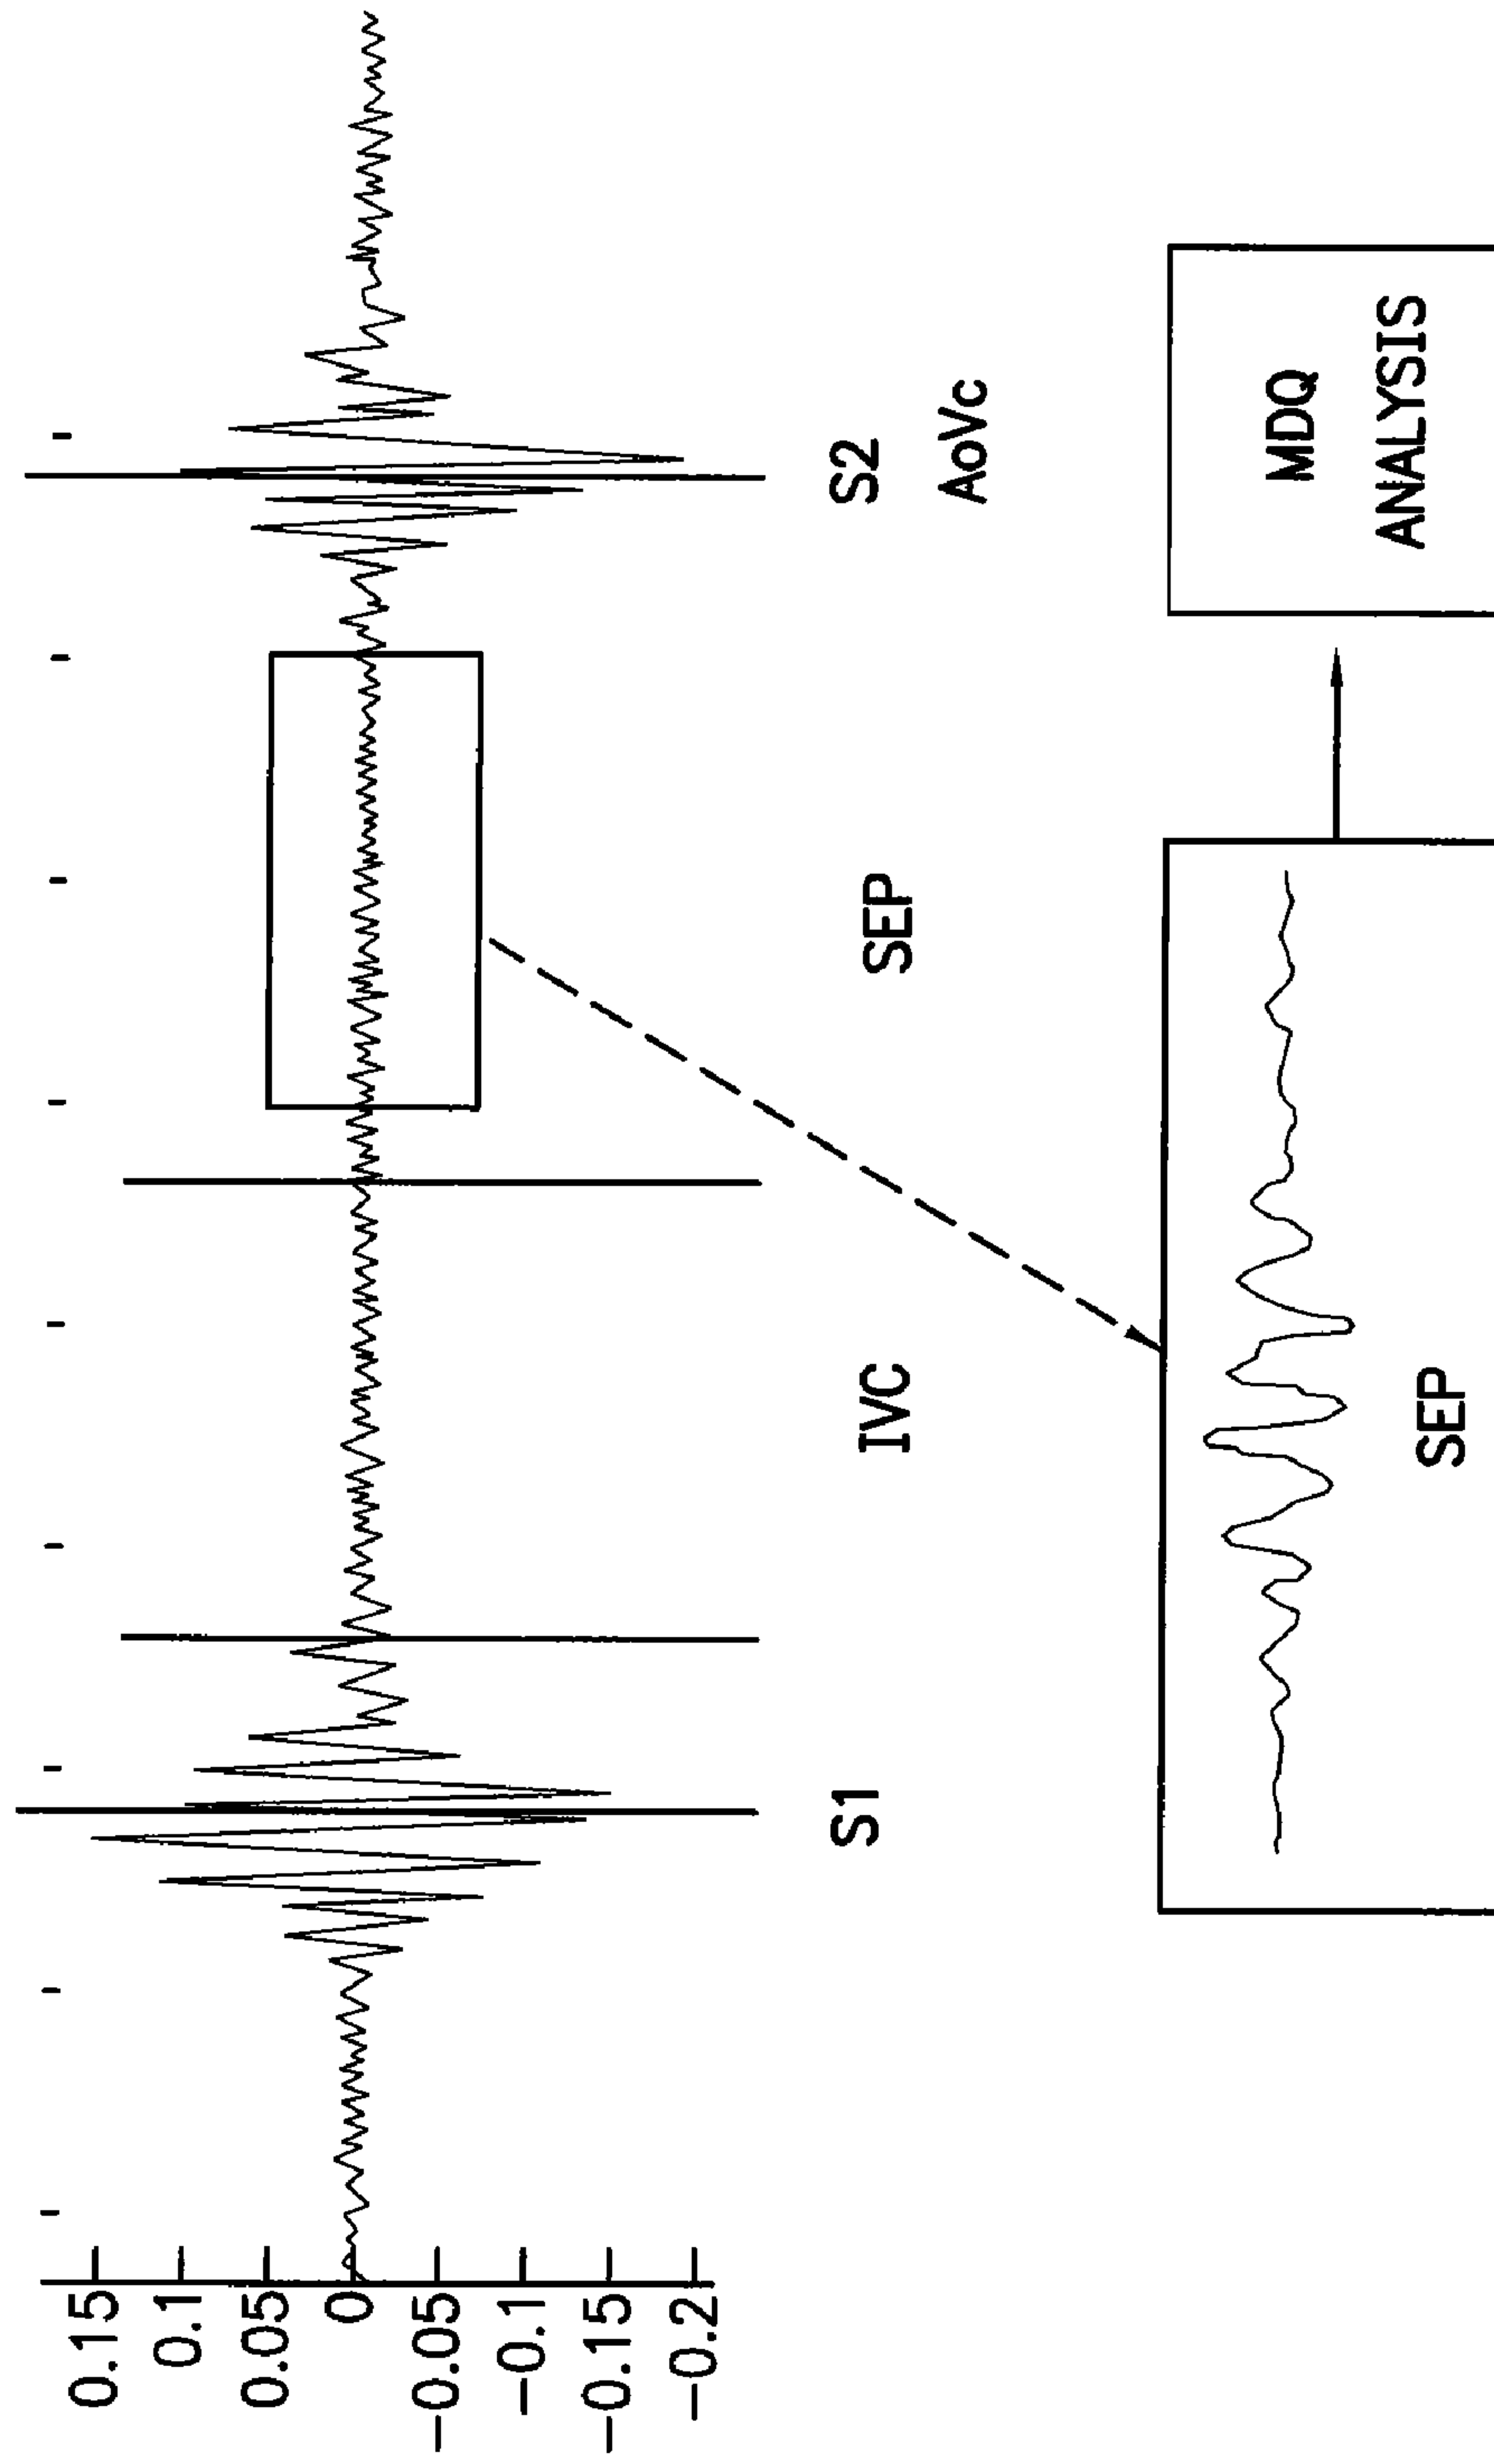 0.15
0.1
0.05
0
-0.05
-0.1
-0.15
-0.2
S1
IVC
SEP
S2
AoVc
SEP
MDQ
ANALYSIS